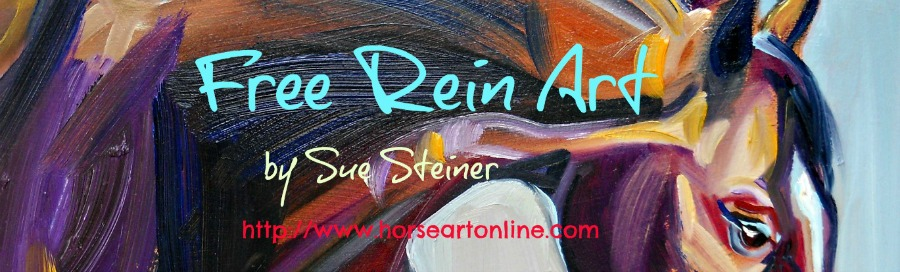 Free Rein Art
by Sue Steiner
http://www.horseartonline.com